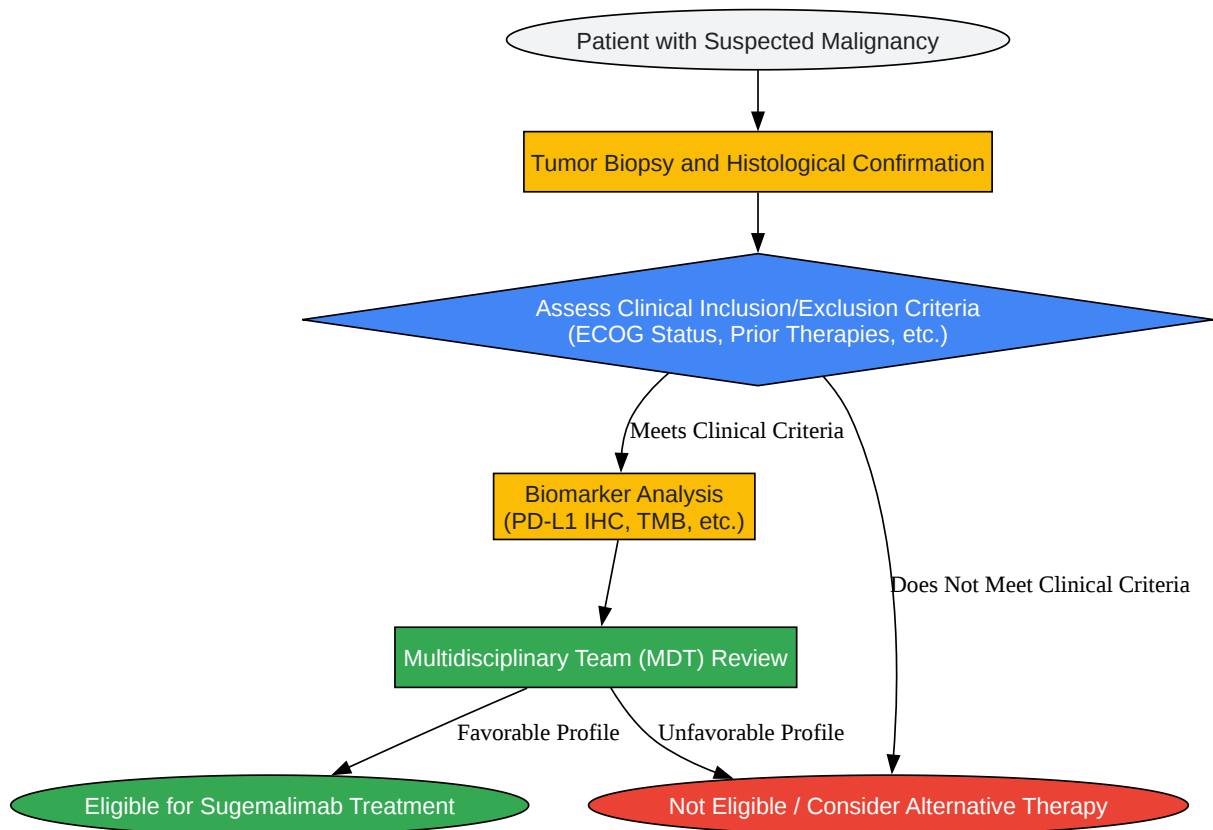 Patient with Suspected Malignancy
Tumor Biopsy and Histological Confirmation
Assess Clinical Inclusion/Exclusion Criteria
(ECOG Status, Prior Therapies, etc.)
Meets Clinical Criteria
Biomarker Analysis
(PD-L1 IHC, TMB, etc.)
Does Not Meet Clinical Criteria
Multidisciplinary Team (MDT) Review
Favorable Profile
Unfavorable Profile
Eligible for Sugemalimab Treatment
Not Eligible / Consider Alternative Therapy